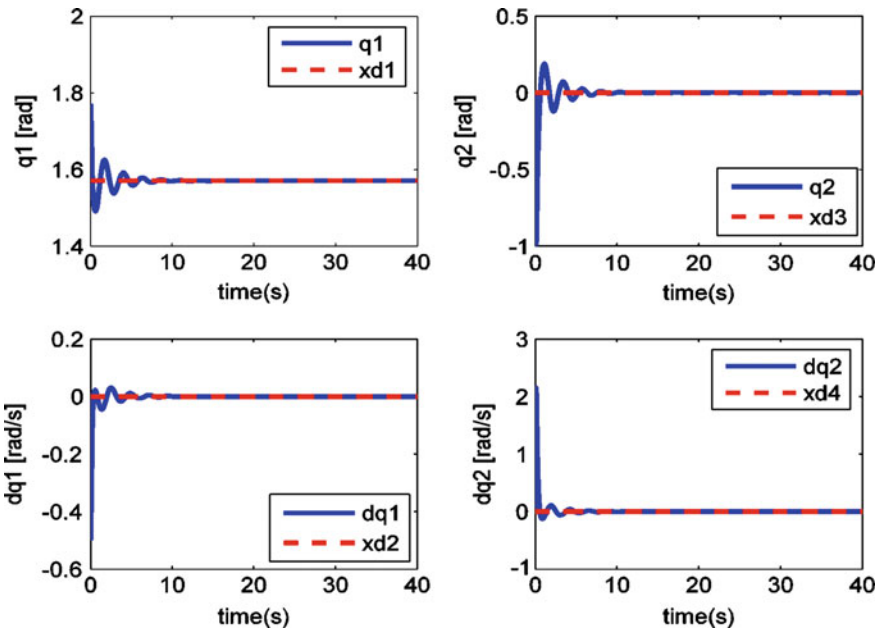 2
1.8
1.6
1.4
q1 [rad]
q1
xd1
0
10
20
30
40
time(s)
0.5
0
-0.5
-1
q2 [rad]
q2
xd3
0
10
20
30
40
time(s)
0.2
0
-0.2
-0.4
-0.6
dq1 [rad/s]
dq1
xd2
0
10
20
30
40
time(s)
3
2
1
0
-1
dq2 [rad/s]
dq2
xd4
0
10
20
30
40
time(s)